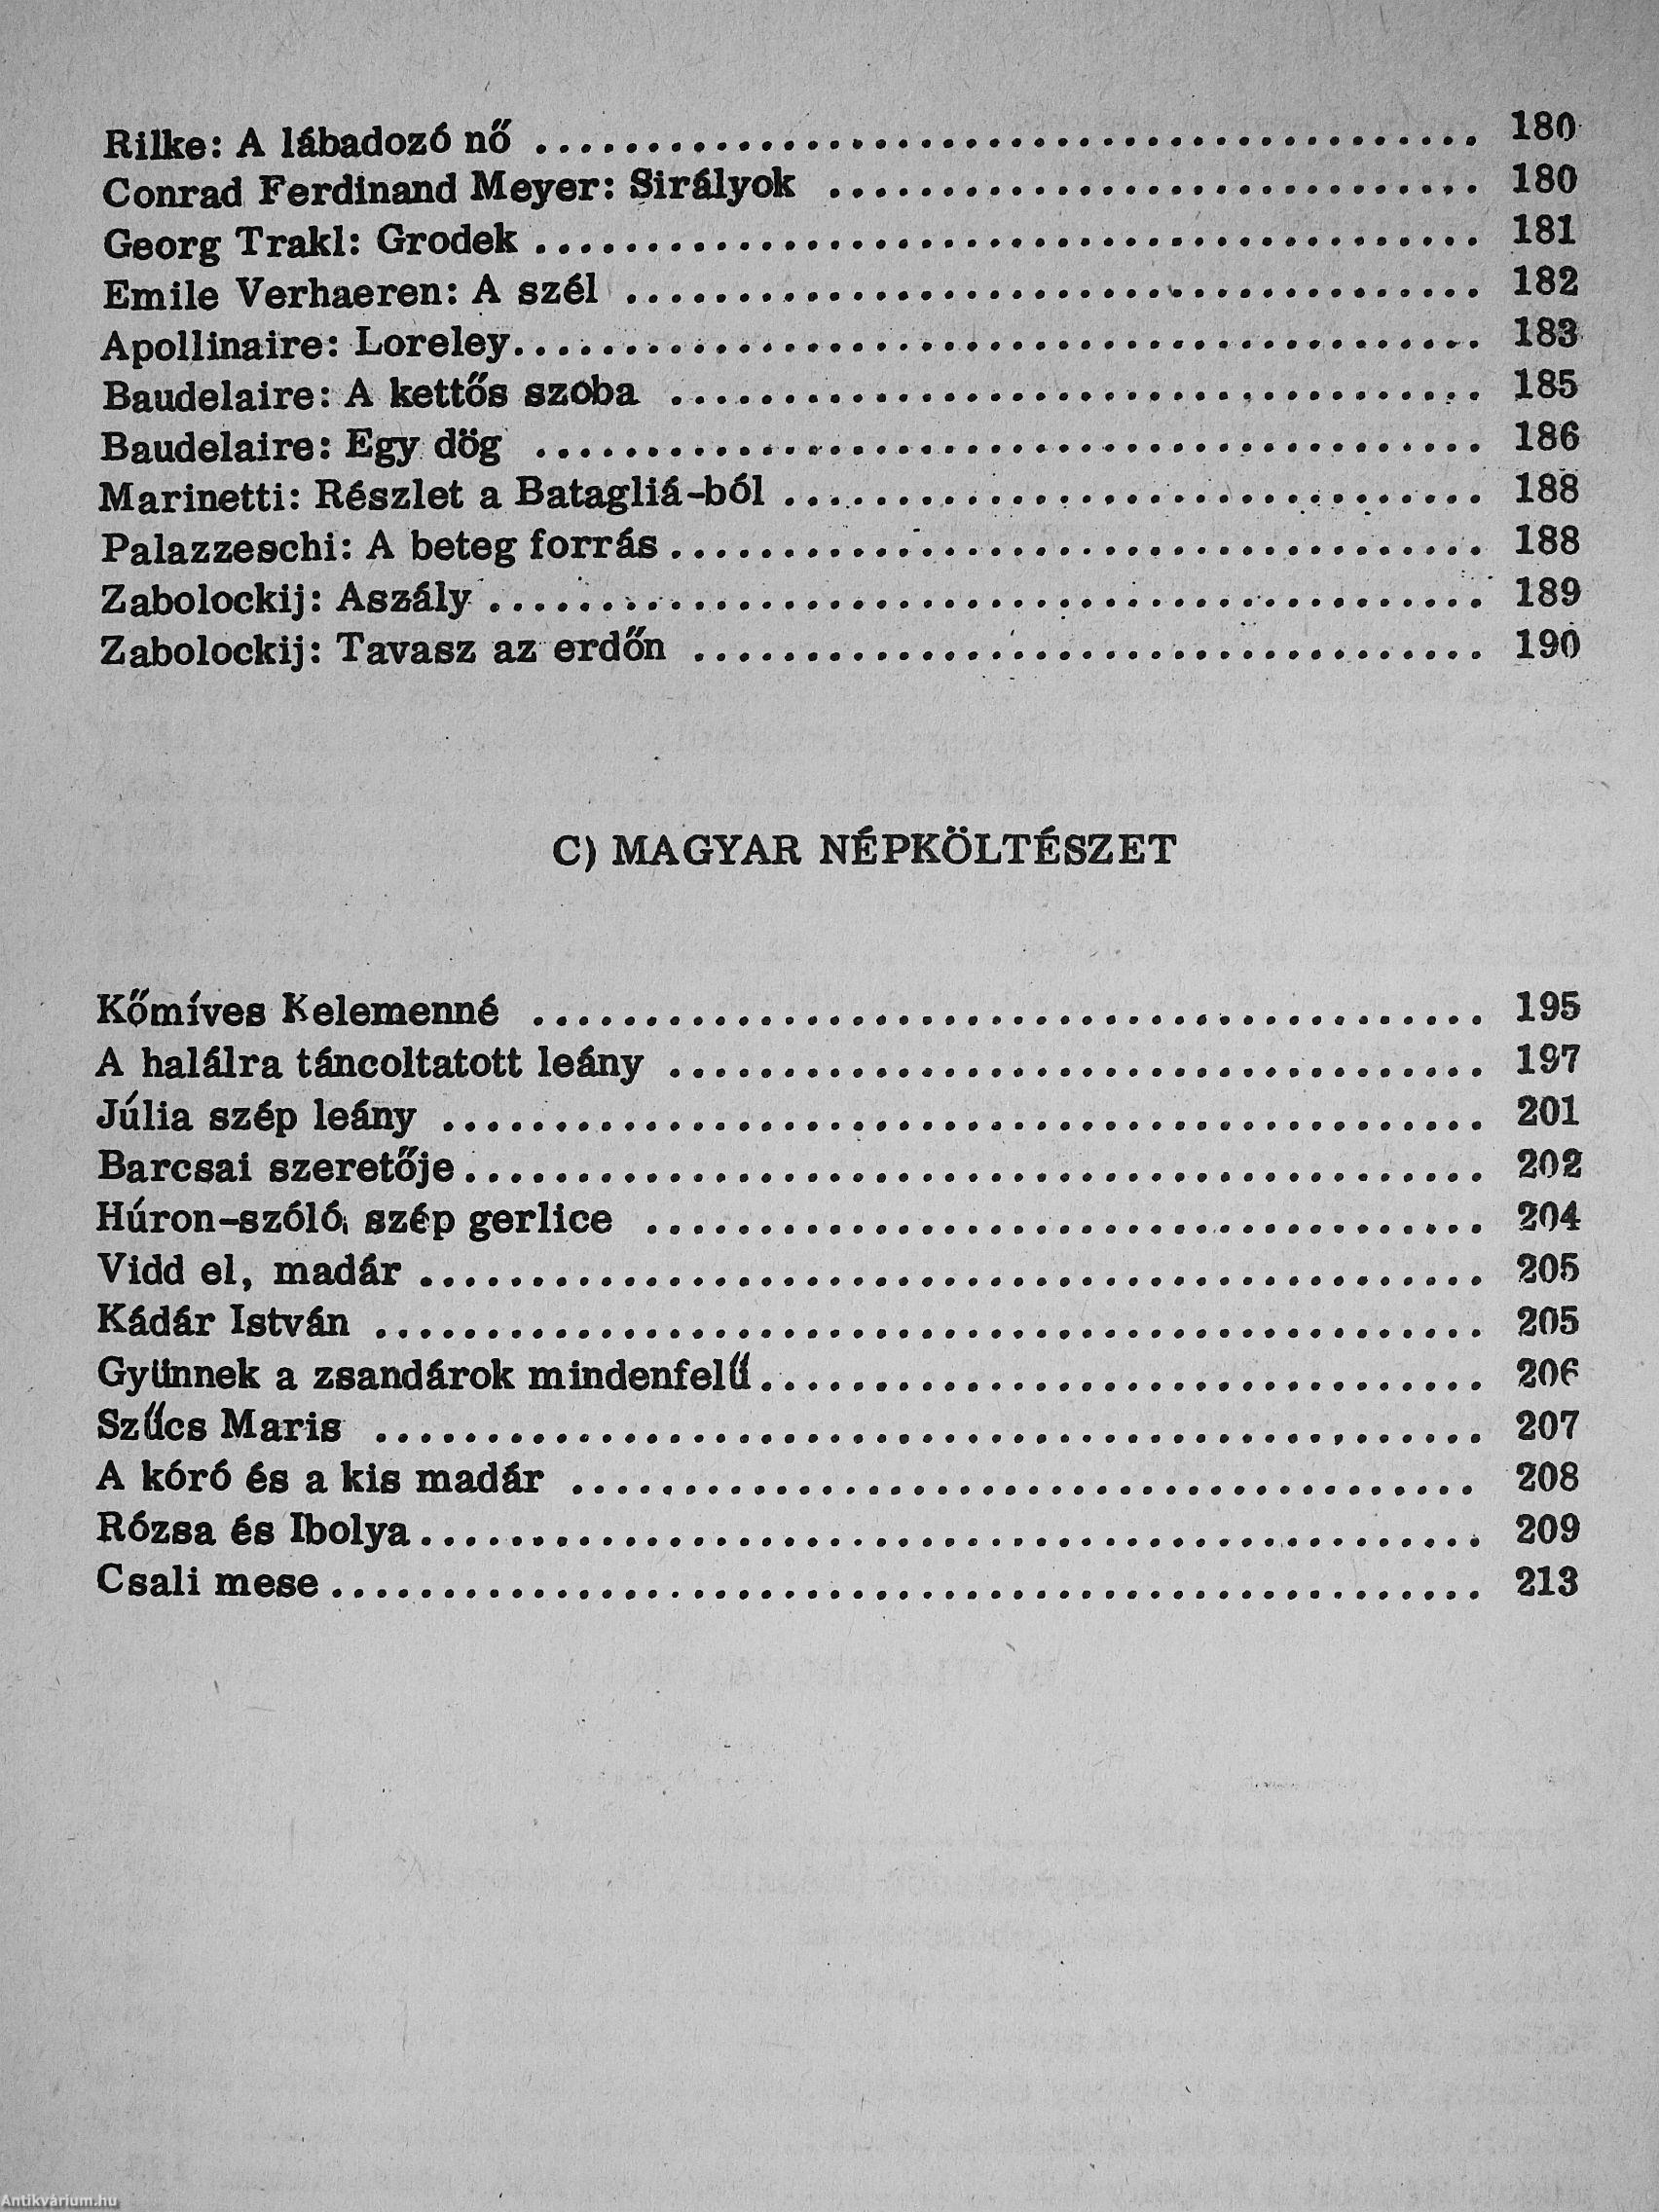 Rilke: A lábadozó nő ........................................ 180
Conrad Ferdinand Meyer: Sirályok ............................ 180
Georg Trakl: Grodek ........................................ 181
Emile Verhaeren: A szél .................................... 182
Apollinaire: Loreley........................................ 183
Baudelaire: A kettős szoba ................................. 185
Baudelaire: Egy dög ........................................ 186
Marinetti: Részlet a Batagliá-ból ........................... 188
Palazzeschi: A beteg forrás ................................. 188
Zabolockij: Aszály .......................................... 189
Zabolockij: Tavasz az erdőn ................................. 190
C) MAGYAR NÉPKÖLTÉSZET
Kőmíves Kelemenné .......................................... 195
A halálra táncoltatott leány ................................ 197
Júlia szép leány ............................................ 201
Barcsai szeretője ........................................... 202
Húron-szóló, szép gerlice ................................... 204
Vidd el, madár .............................................. 205
Kádár István ................................................ 205
Gyünnek a zsandárok mindenfelű............................... 206
Szűcs Maris ................................................. 207
A kóró és a kis madár ....................................... 208
Rózsa és Ibolya.............................................. 209
Csali mese .................................................. 213
Antikvárium.hu